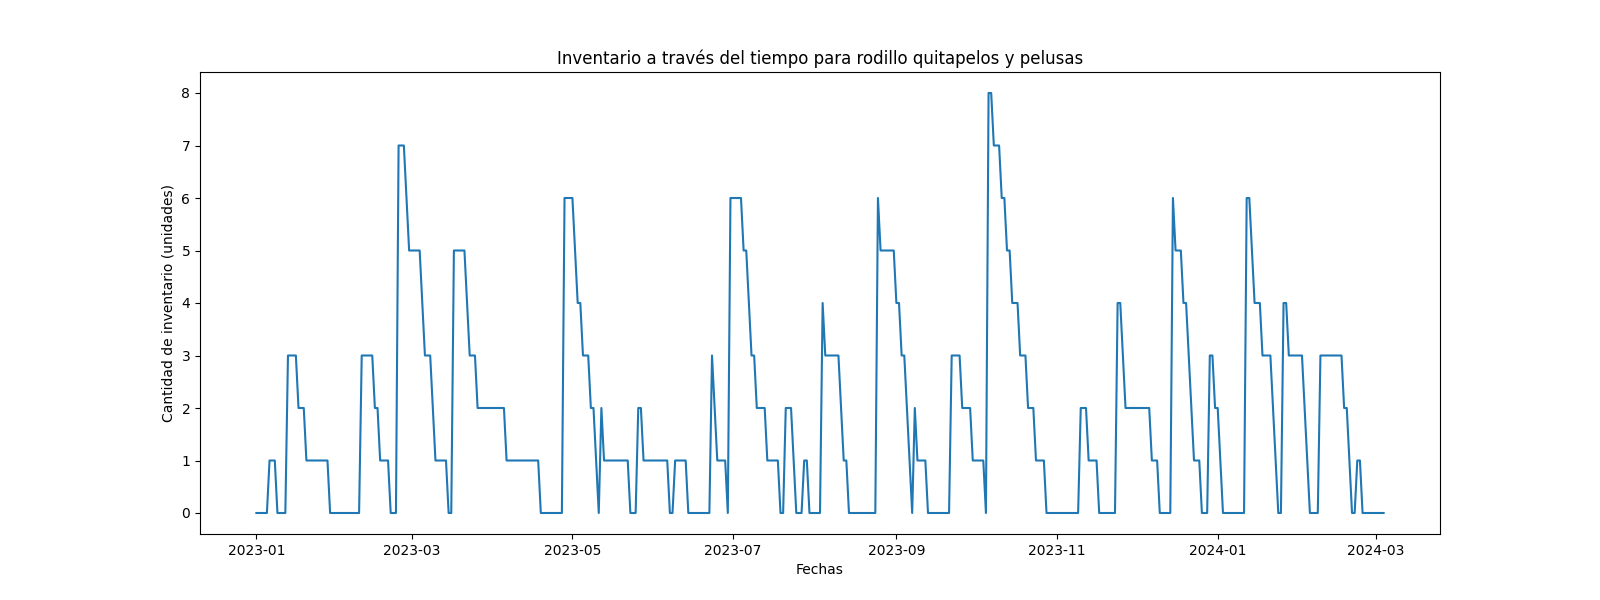 Inventario a través del tiempo para rodillo quitapelos y pelusas
Cantidad de inventario (unidades)
8
7
6
5
4
3
2
1
0
2023-01 2023-03 2023-05 2023-07 2023-09 2023-11 2024-01 2024-03
Fechas